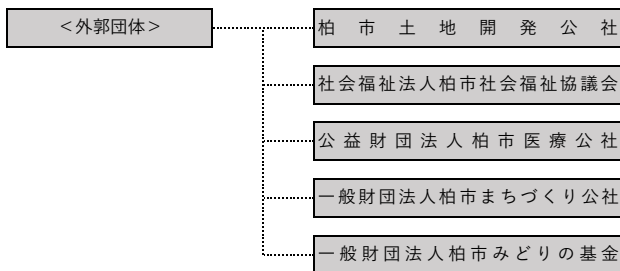 ＜外郭団体＞
柏市土地開発公社
社会福祉法人柏市社会福祉協議会
公益財団法人柏市医療公社
一般財団法人柏市まちづくり公社
一般財団法人柏市みどりの基金